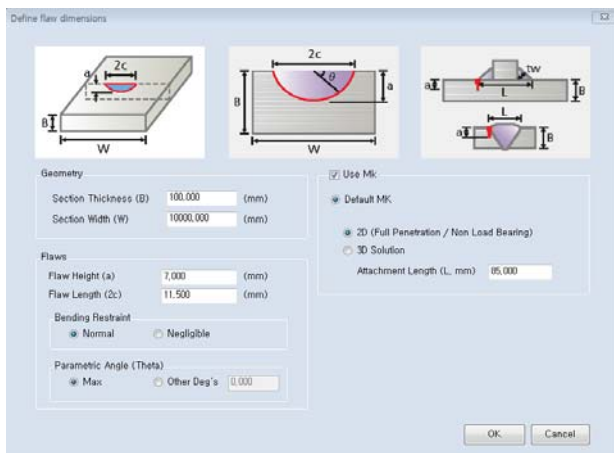 Define flaw dimensions
2c
a
B
W
2c
θ
a
B
W
tw
a
L
B
L
a
B
Geometry
Section Thickness (B) 100,000 (mm)
Section Width (W) 10000,000 (mm)
Flaws
Flaw Height (a) 7,000 (mm)
Flaw Length (2c) 11,500 (mm)
Bending Restraint
Normal Negligible
Parametric Angle (Theta)
Max Other Deg's 0,000
Use Mk
Default MK
2D (Full Penetration / Non Load Bearing)
3D Solution
Attachment Length (L, mm) 85,000
OK Cancel